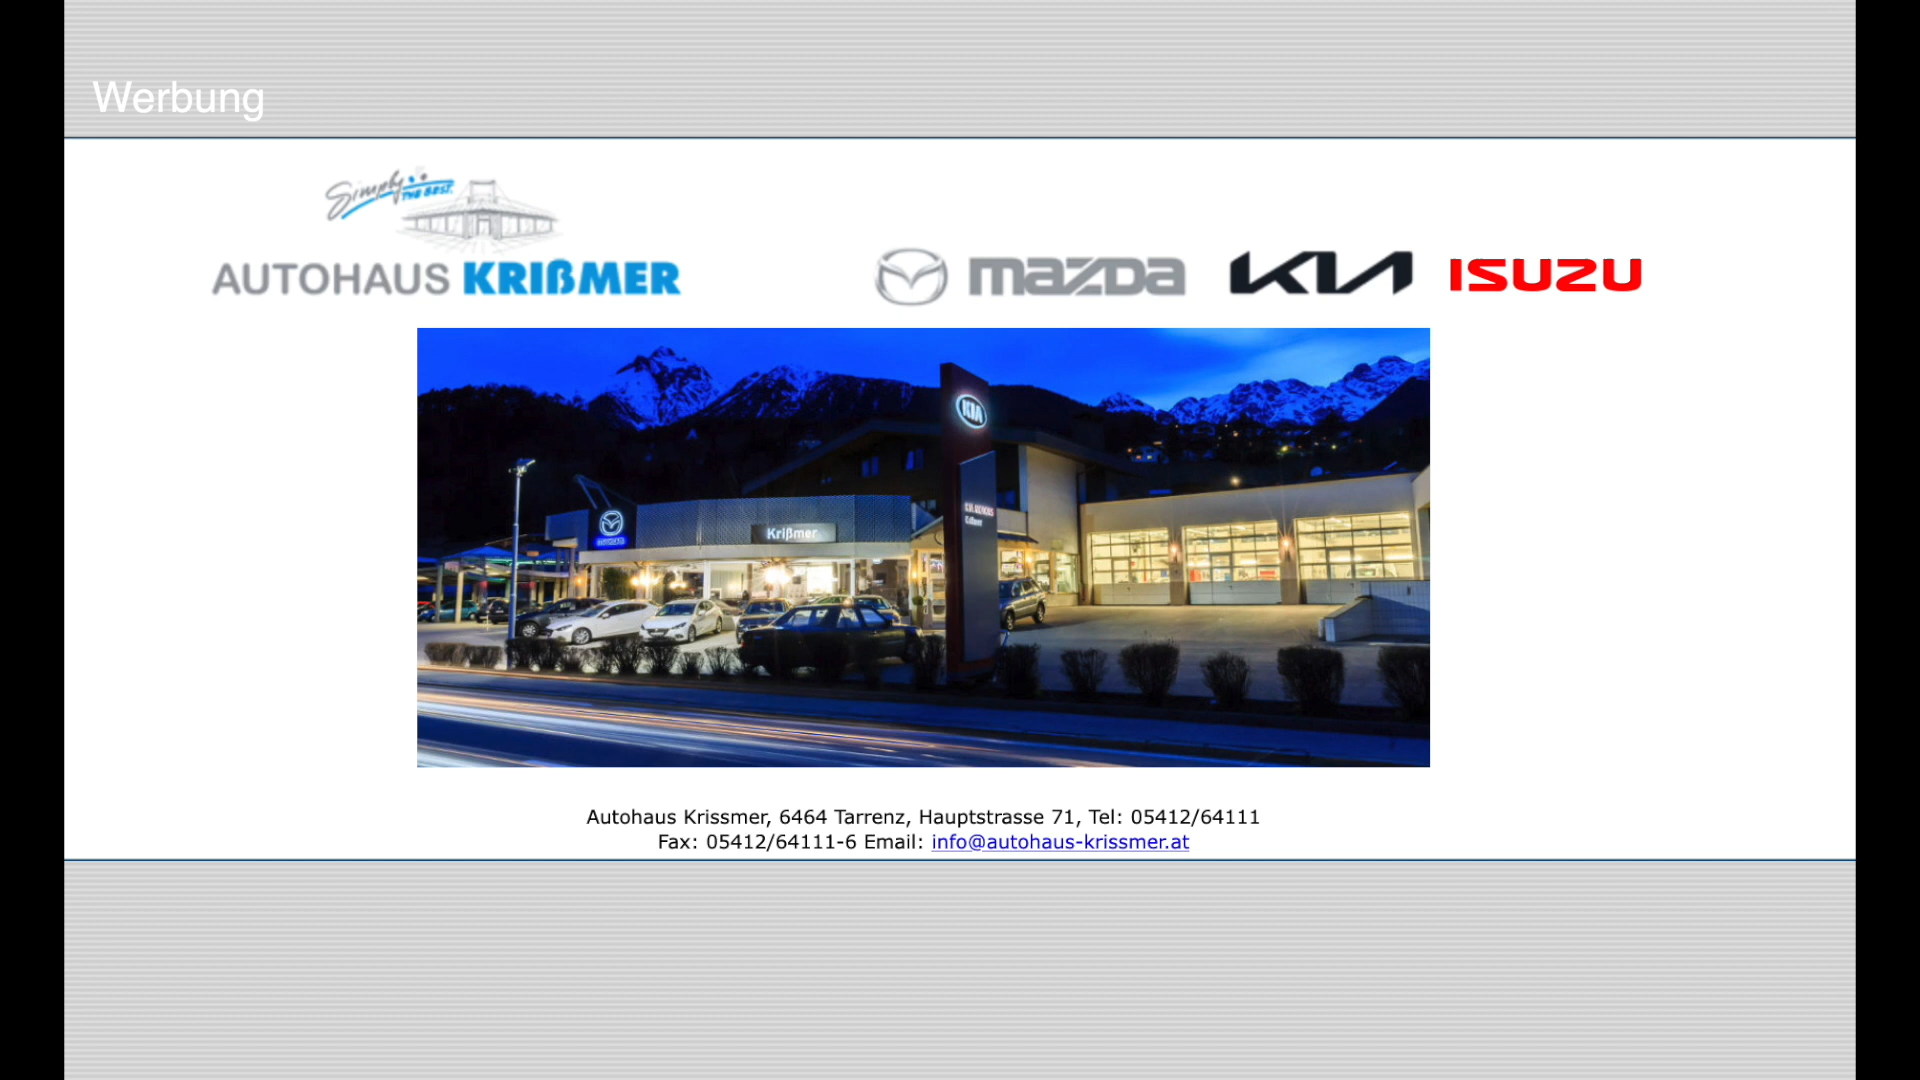 Werbung
Simply
THE BEST
AUTOHAUS KRIßMER
mazda KIA ISUZU
KIA
Krißmer
Autohaus Krissmer, 6464 Tarrenz, Hauptstrasse 71, Tel: 05412/64111
Fax: 05412/64111-6 Email: info@autohaus-krissmer.at